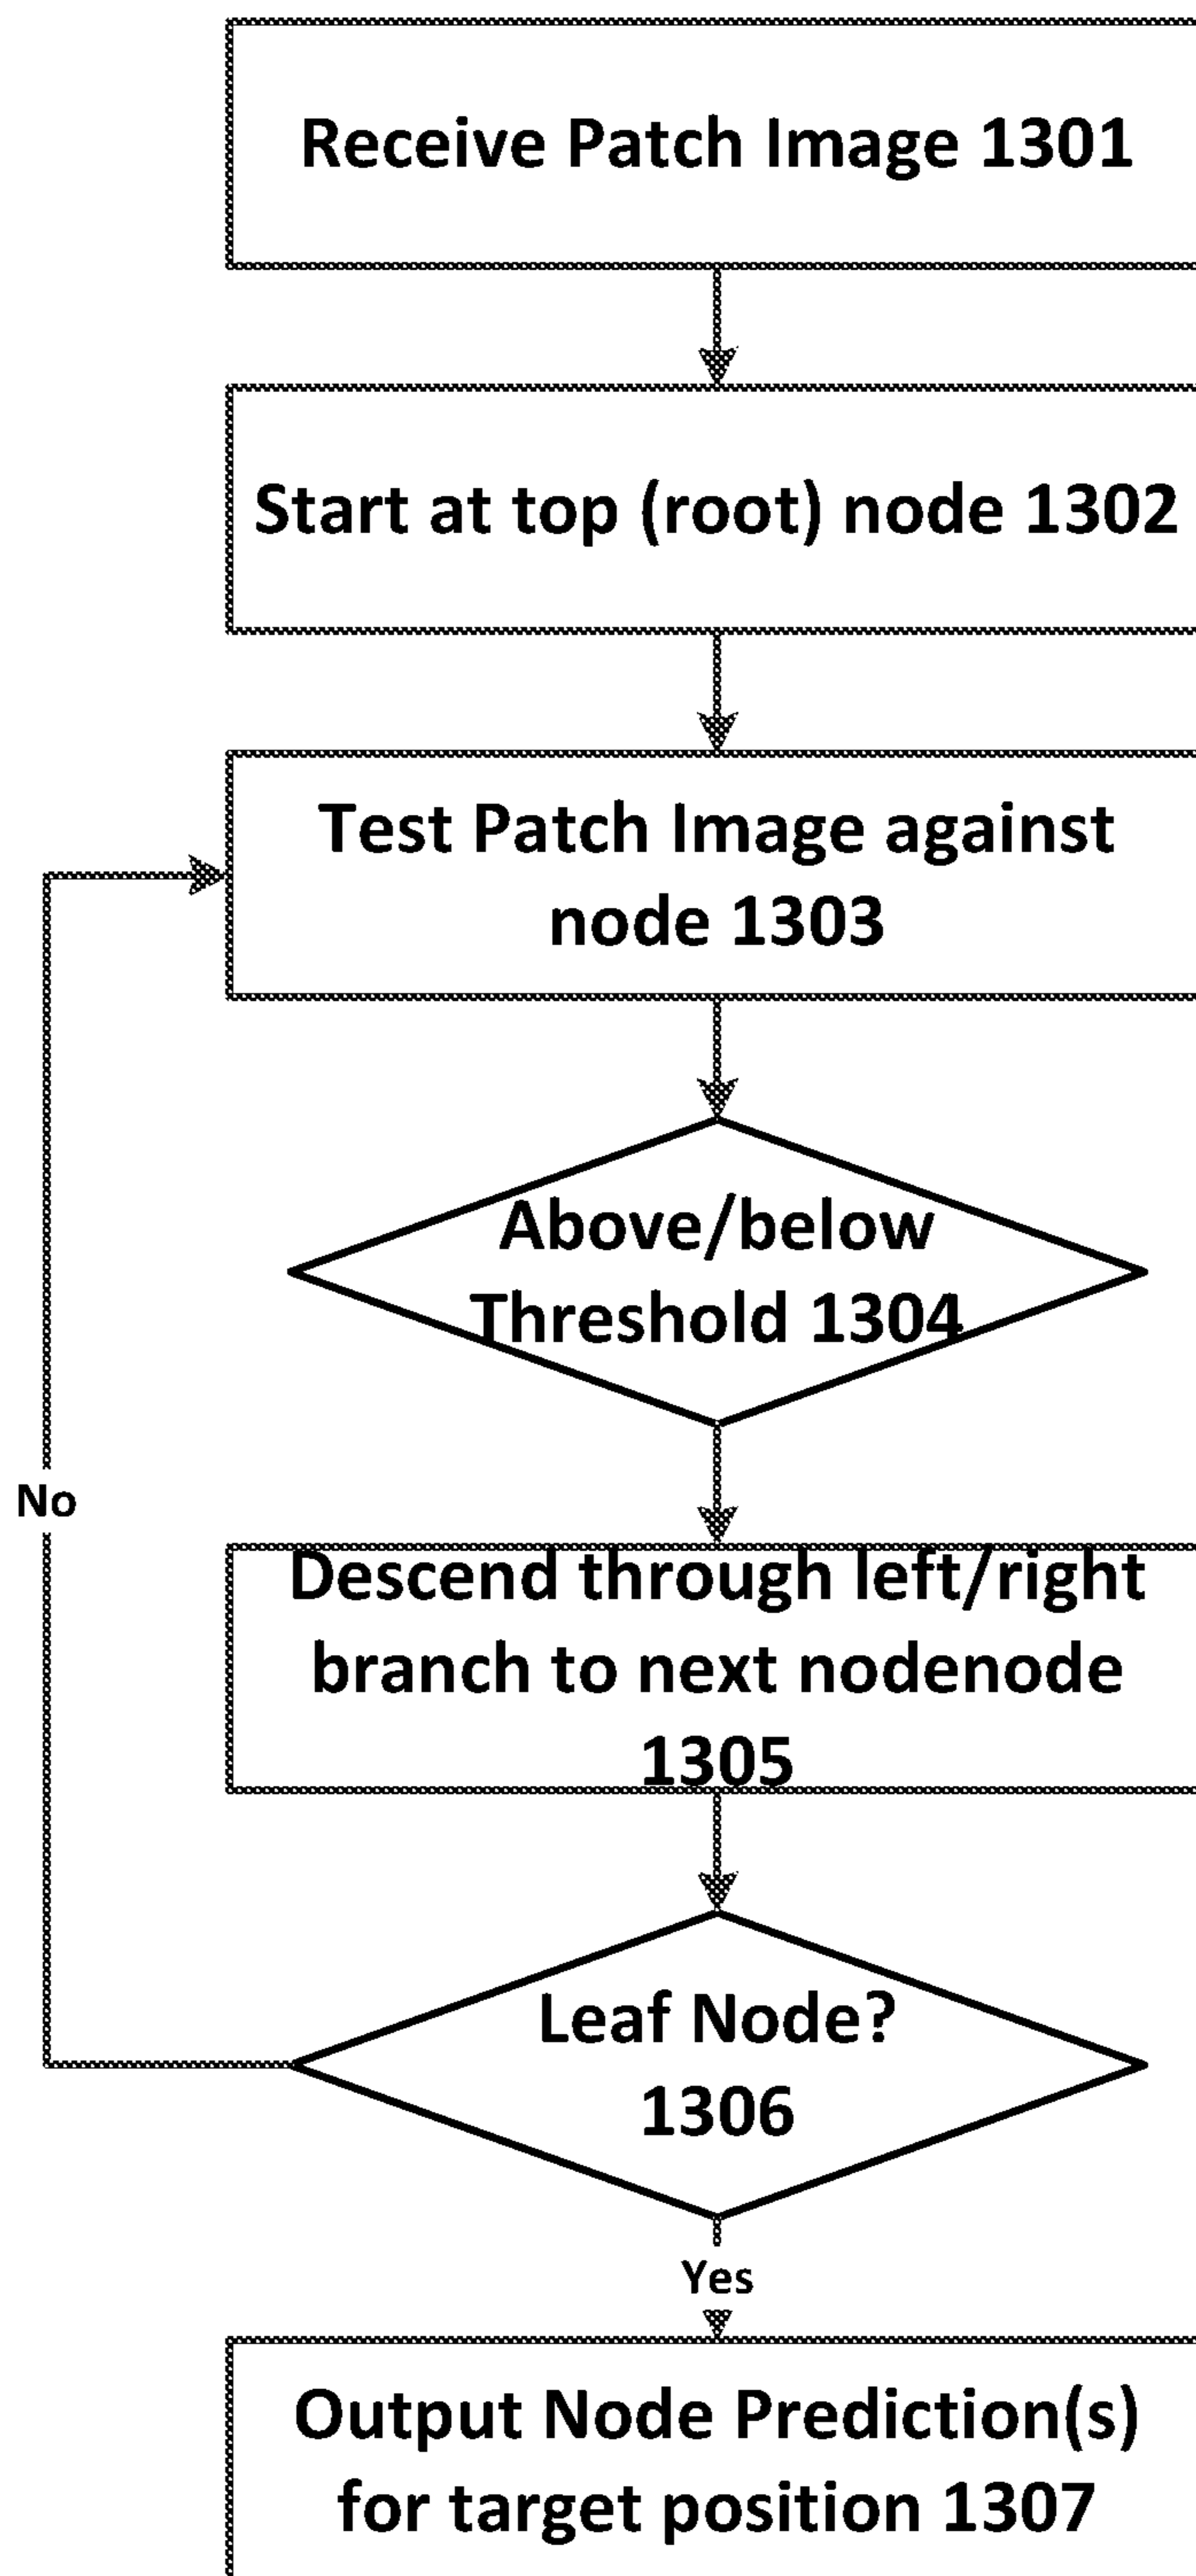 Receive Patch Image 1301
Start at top (root) node 1302
Test Patch Image against
node 1303
Above/below
Threshold 1304
No
Descend through left/right
branch to next nodenode
1305
Leaf Node?
1306
Yes
Output Node Prediction(s)
for target position 1307